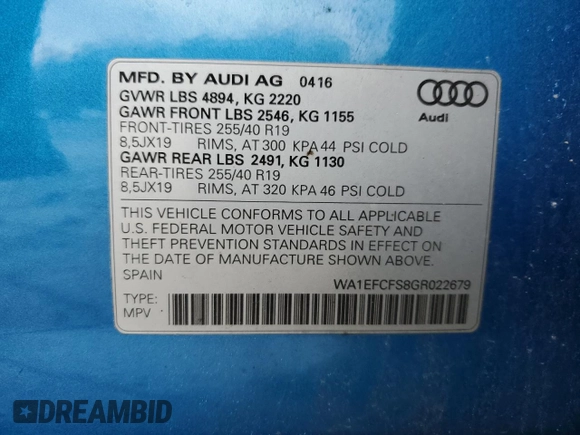 MFD. BY AUDI AG 04 16
GVWR LBS 4894, KG 2220
GAWR FRONT LBS 2546, KG 1155
FRONT-TIRES 255/40 R19
8,5JX19 RIMS, AT 300 KPA 44 PSI COLD
GAWR REAR LBS 2491, KG 1130
REAR-TIRES 255/40 R19
8,5JX19 RIMS, AT 320 KPA 46 PSI COLD
Audi
THIS VEHICLE CONFORMS TO ALL APPLICABLE
U.S. FEDERAL MOTOR VEHICLE SAFETY AND
THEFT PREVENTION STANDARDS IN EFFECT ON
THE DATE OF MANUFACTURE SHOWN ABOVE.
SPAIN WA1EFCFS8GR022679
TYPE:
MPV
DREAMBID